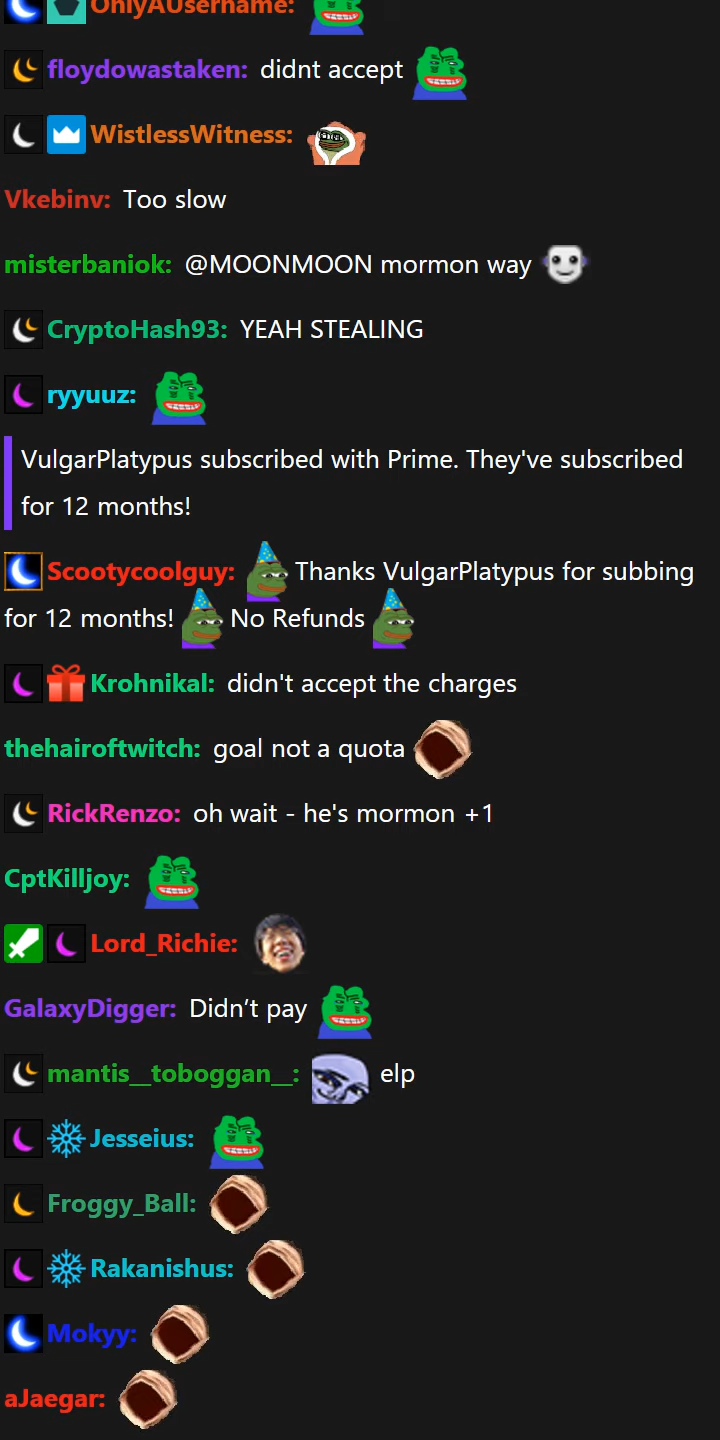 OnlyAUsername:
floydowastaken: didnt accept
WistlessWitness:
Vkebinv: Too slow
misterbaniok: @MOONMOON mormon way
CryptoHash93: YEAH STEALING
ryyuuz:
VulgarPlatypus subscribed with Prime. They've subscribed
for 12 months!
Scootycoolguy: Thanks VulgarPlatypus for subbing
for 12 months! No Refunds
Krohnikal: didn't accept the charges
thehairoftwitch: goal not a quota
RickRenzo: oh wait - he's mormon +1
CptKilljoy:
Lord_Richie:
GalaxyDigger: Didn’t pay
mantis__toboggan__: elp
Jesseius:
Froggy_Ball:
Rakanishus:
Mokyy:
aJaegar: